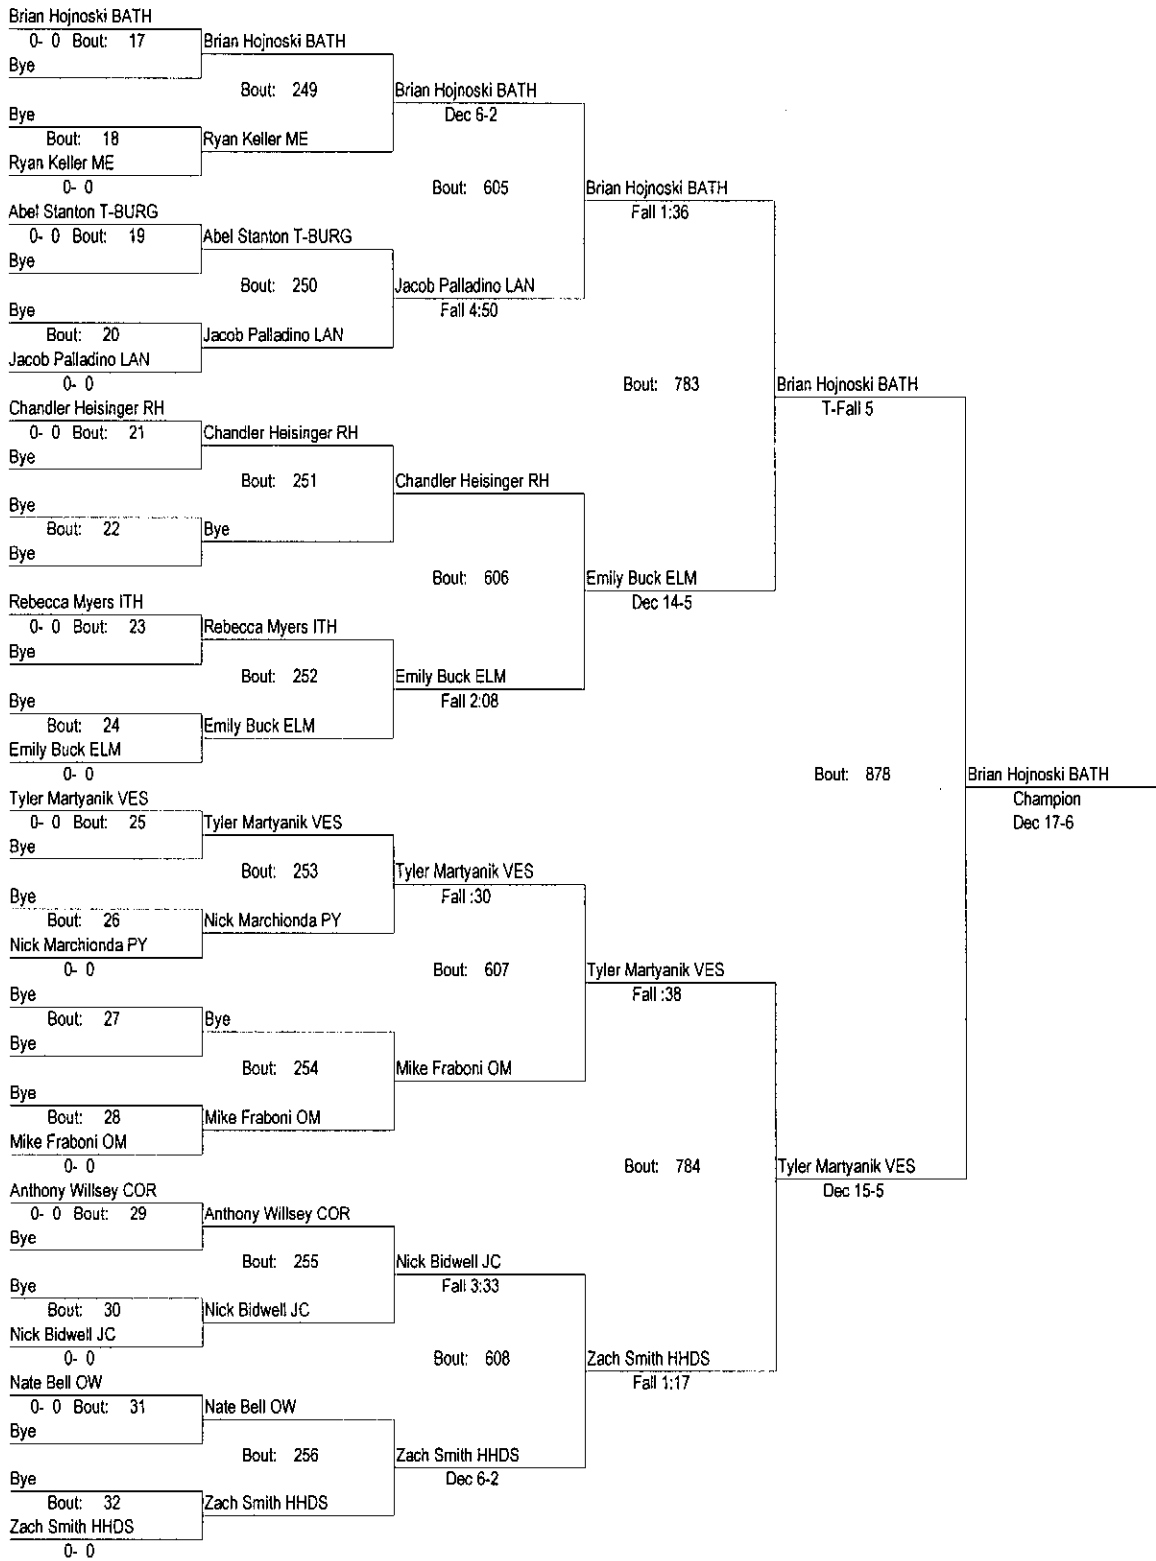 Brian Hojnoski BATH
0- 0 Bout: 17
Bye
Brian Hojnoski BATH
Bout: 249
Bye
Bout: 18
Ryan Keller ME
0- 0
Ryan Keller ME
Brian Hojnoski BATH
Dec 6-2
Bout: 605
Abel Stanton T-BURG
0- 0 Bout: 19
Bye
Abel Stanton T-BURG
Bout: 250
Bye
Bout: 20
Jacob Palladino LAN
0- 0
Jacob Palladino LAN
Jacob Palladino LAN
Fall 4:50
Brian Hojnoski BATH
Fall 1:36
Bout: 783
Chandler Heisinger RH
0- 0 Bout: 21
Bye
Chandler Heisinger RH
Bout: 251
Bye
Bout: 22
Bye
Bye
Chandler Heisinger RH
Bout: 606
Rebecca Myers ITH
0- 0 Bout: 23
Bye
Rebecca Myers ITH
Bout: 252
Bye
Bout: 24
Emily Buck ELM
0- 0
Emily Buck ELM
Emily Buck ELM
Fall 2:08
Emily Buck ELM
Dec 14-5
Brian Hojnoski BATH
T-Fall 5
Bout: 878
Brian Hojnoski BATH
Champion
Dec 17-6
Tyler Martyanik VES
0- 0 Bout: 25
Bye
Tyler Martyanik VES
Bout: 253
Bye
Bout: 26
Nick Marchionda PY
0- 0
Nick Marchionda PY
Tyler Martyanik VES
Fall :30
Bout: 607
Bye
Bout: 27
Bye
Bye
Bout: 254
Bye
Bout: 28
Mike Fraboni OM
0- 0
Mike Fraboni OM
Mike Fraboni OM
Tyler Martyanik VES
Fall :38
Bout: 784
Tyler Martyanik VES
Dec 15-5
Anthony Willsey COR
0- 0 Bout: 29
Bye
Anthony Willsey COR
Bout: 255
Bye
Bout: 30
Nick Bidwell JC
0- 0
Nick Bidwell JC
Nick Bidwell JC
Fall 3:33
Bout: 608
Zach Smith HHDS
Fall 1:17
Nate Bell OW
0- 0 Bout: 31
Bye
Nate Bell OW
Bout: 256
Bye
Bout: 32
Zach Smith HHDS
0- 0
Zach Smith HHDS
Zach Smith HHDS
Dec 6-2